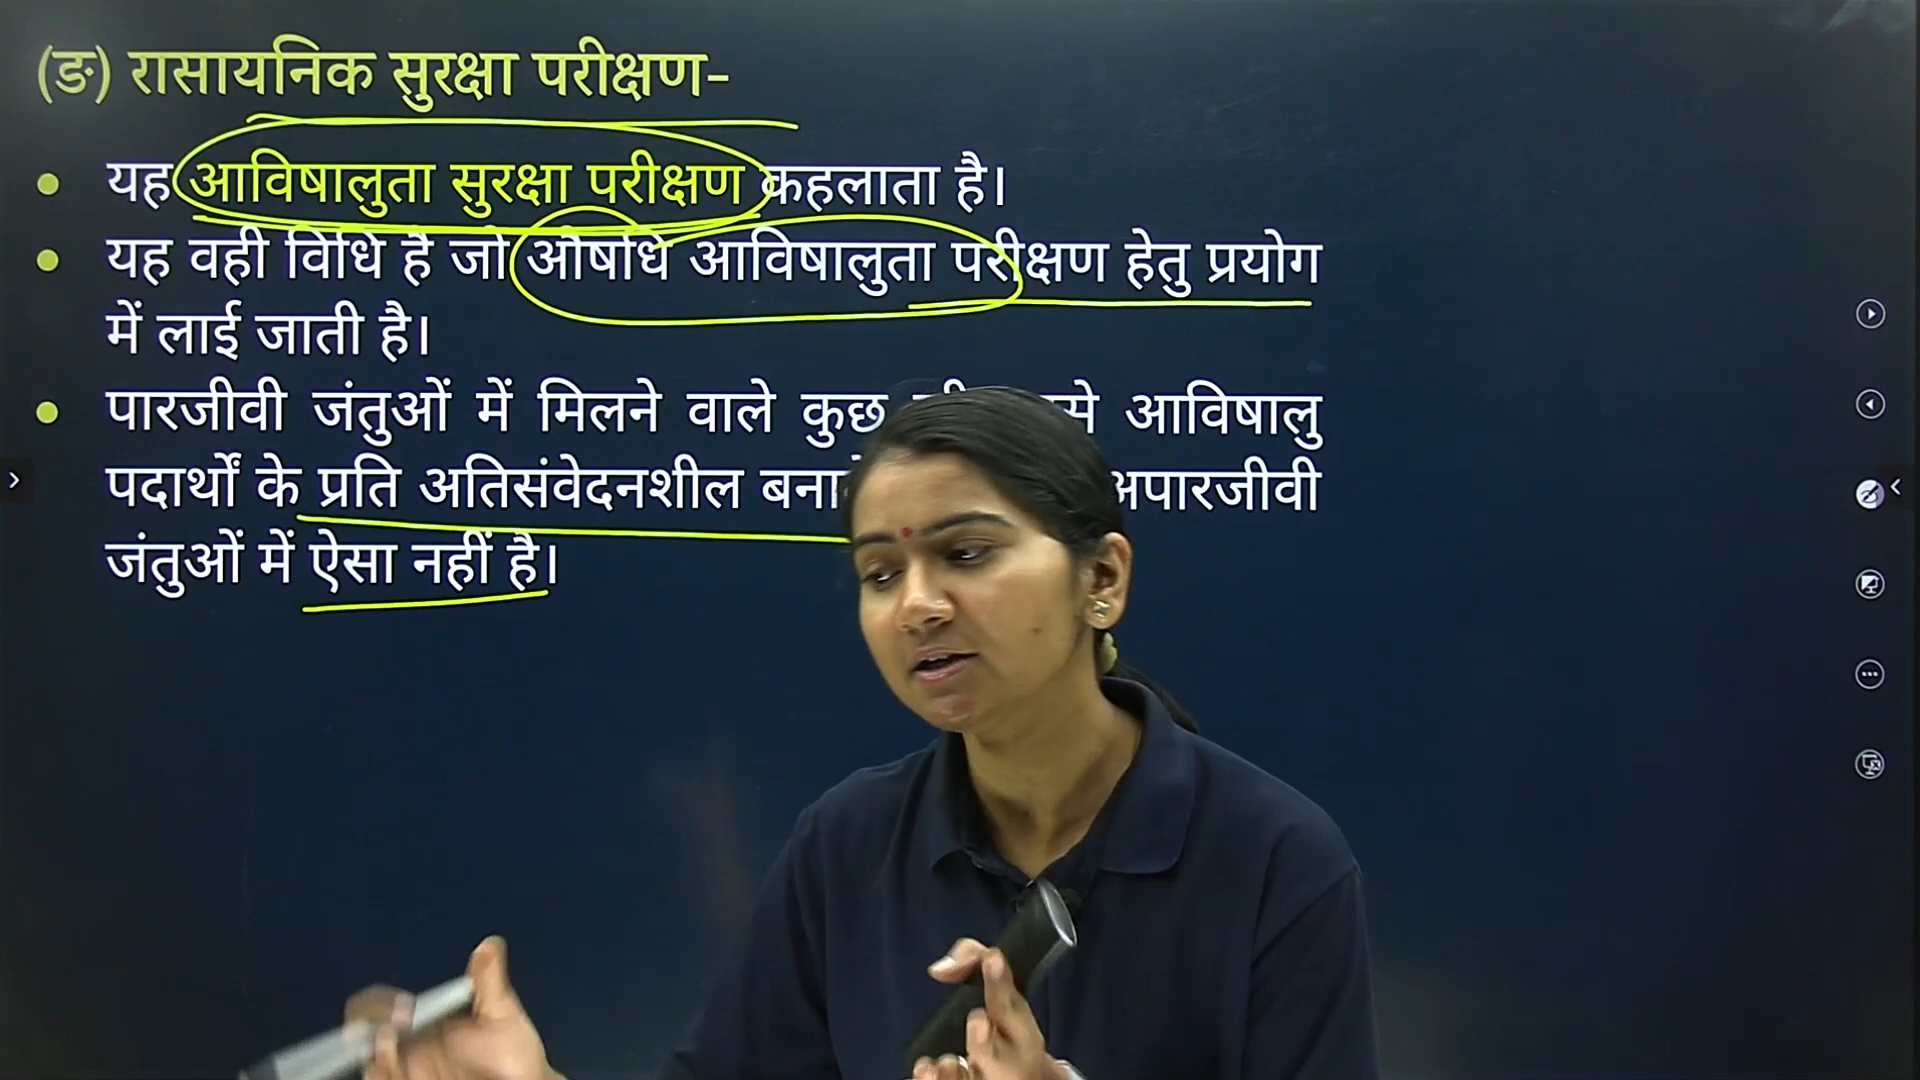 (ङ) रासायनिक सुरक्षा परीक्षण-
यह आविषालुता सुरक्षा परीक्षण कहलाता है।
यह वही विधि है जो औषधि आविषालुता परीक्षण हेतु प्रयोग
में लाई जाती है।
पारजीवी जंतुओं में मिलने वाले कुछ आविषालु
पदार्थों के प्रति अतिसंवेदनशील अपारजीवी
जंतुओं में ऐसा नहीं है।